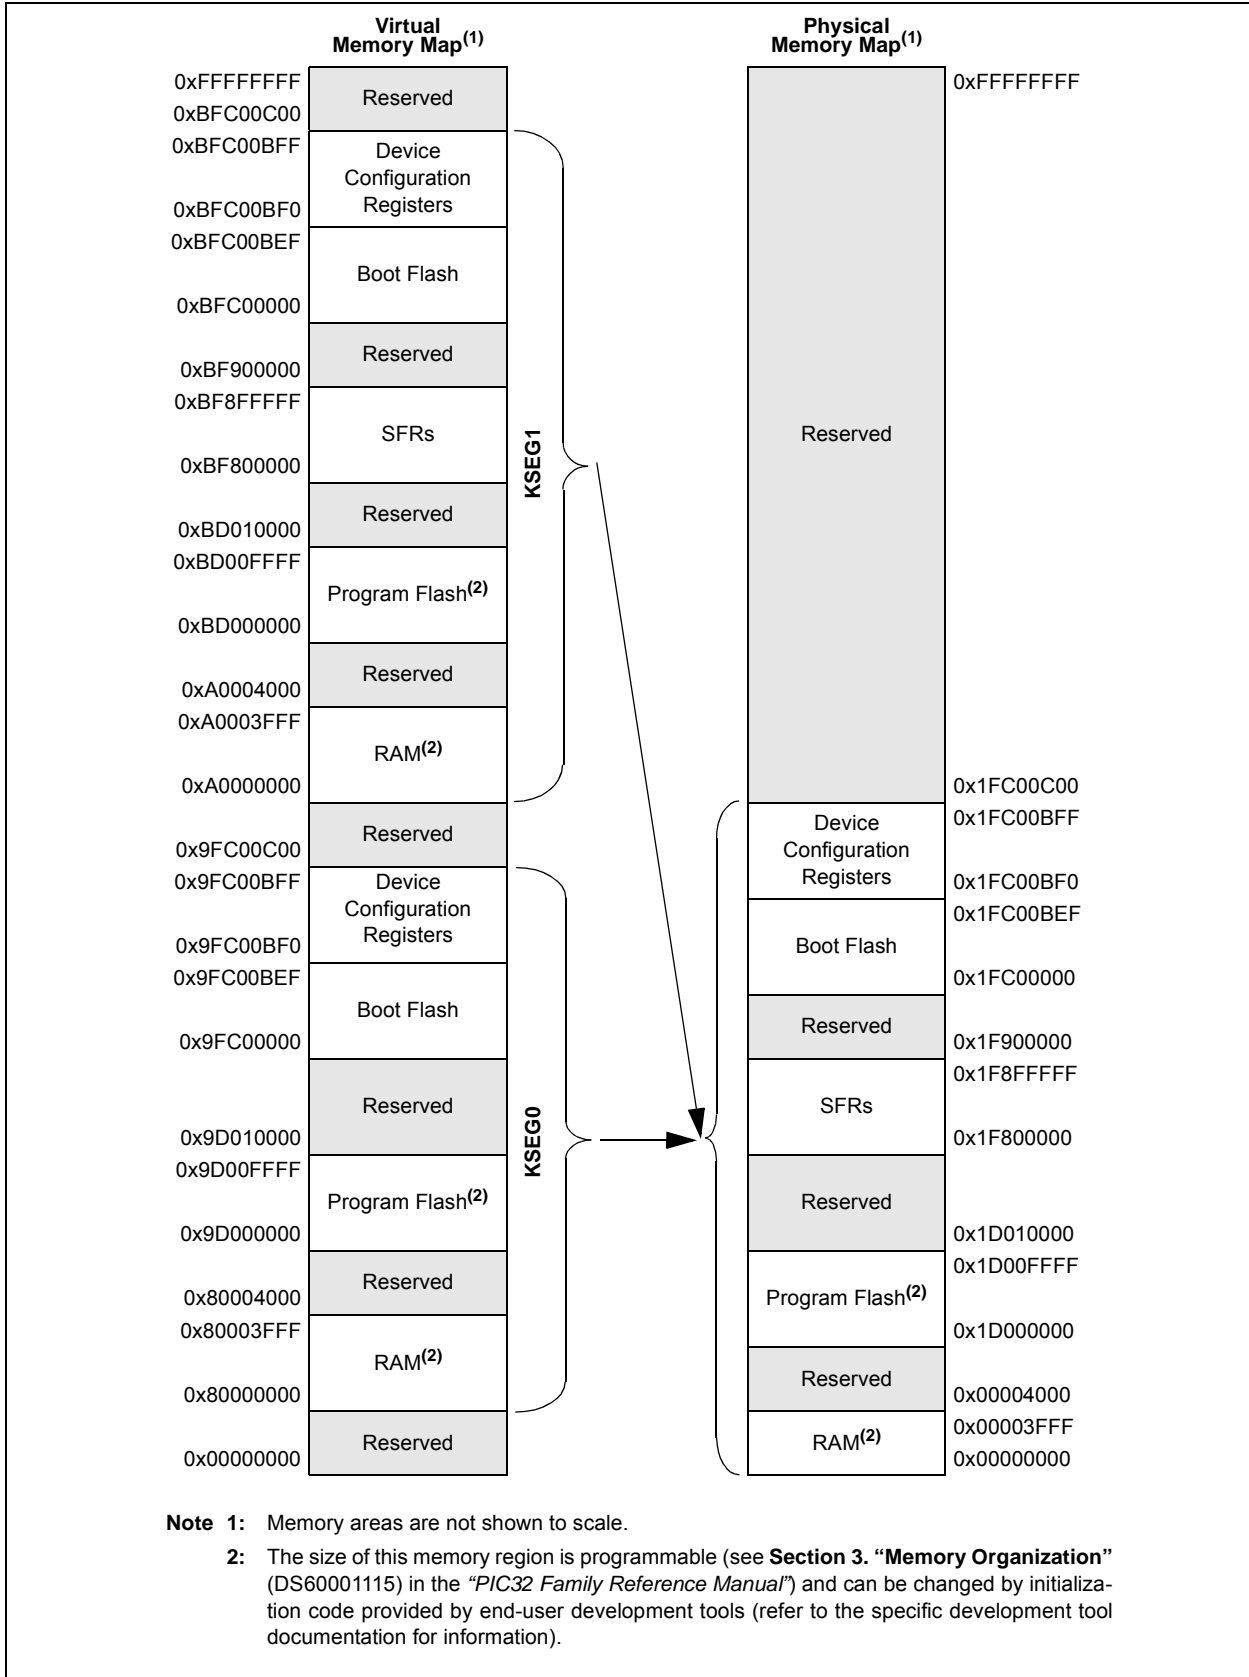 Virtual
Memory Map(1)
0xFFFFFFFF
Reserved
0xBFC00C00
0xBFC00BFF
Device
Configuration
Registers
0xBFC00BF0
0xBFC00BEF
Boot Flash
0xBFC00000
Reserved
0xBF900000
0xBF8FFFFF
SFRs
0xBF800000
Reserved
0xBD010000
0xBD00FFFF
Program Flash(2)
0xBD000000
Reserved
0xA0004000
0xA0003FFF
RAM(2)
0xA0000000
KSEG1
Reserved
0x9FC00C00
0x9FC00BFF
Device
Configuration
Registers
0x9FC00BF0
0x9FC00BEF
Boot Flash
0x9FC00000
Reserved
0x9D010000
0x9D00FFFF
Program Flash(2)
0x9D000000
Reserved
0x80004000
0x80003FFF
RAM(2)
0x80000000
KSEG0
Reserved
0x00000000
Physical
Memory Map(1)
0xFFFFFFFF
Reserved
0x1FC00C00
0x1FC00BFF
Device
Configuration
Registers
0x1FC00BF0
0x1FC00BEF
Boot Flash
0x1FC00000
Reserved
0x1F900000
0x1F8FFFFF
SFRs
0x1F800000
Reserved
0x1D010000
0x1D00FFFF
Program Flash(2)
0x1D000000
Reserved
0x00004000
0x00003FFF
RAM(2)
0x00000000
Note 1: Memory areas are not shown to scale.
2: The size of this memory region is programmable (see Section 3. “Memory Organization”
(DS60001115) in the “PIC32 Family Reference Manual”) and can be changed by initializa-
tion code provided by end-user development tools (refer to the specific development tool
documentation for information).